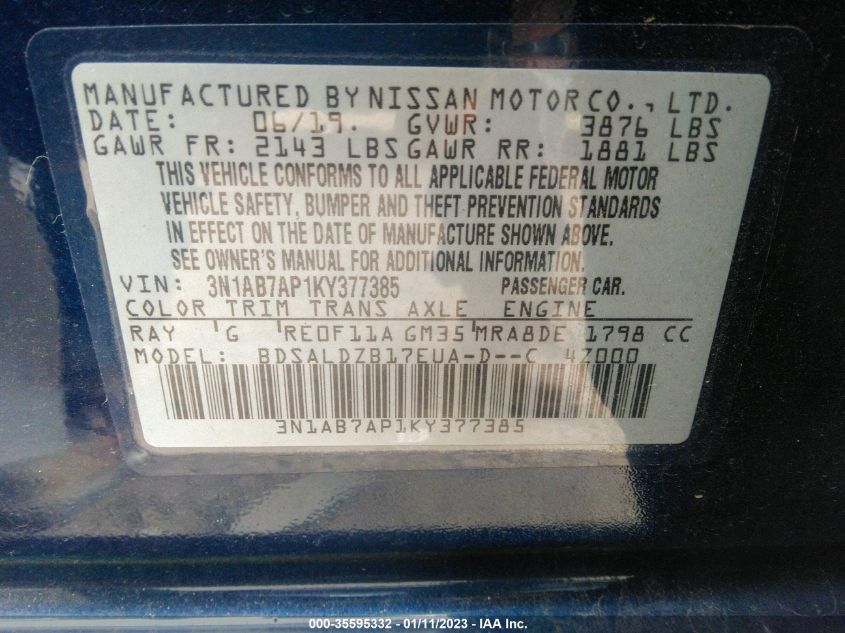 MANUFACTURED BY NISSAN MOTOR CO., LTD.
DATE: 06/19. GVWR: 3876 LBS
GAWR FR: 2143 LBS GAWR RR: 1881 LBS
THIS VEHICLE CONFORMS TO ALL APPLICABLE FEDERAL MOTOR
VEHICLE SAFETY, BUMPER AND THEFT PREVENTION STANDARDS
IN EFFECT ON THE DATE OF MANUFACTURE SHOWN ABOVE.
SEE OWNER'S MANUAL FOR ADDITIONAL INFORMATION.
VIN: 3N1AB7AP1KY377385 PASSENGER CAR.
COLOR TRIM TRANS AXLE ENGINE
RAY 'G 'RE0F11A GM35 'MRA8DE 1798 CC
MODEL: BDSALDZB17EUA-D--C 4Z000
3N1AB7AP1KY377385
000-35595332 - 01/11/2023 - IAA Inc.